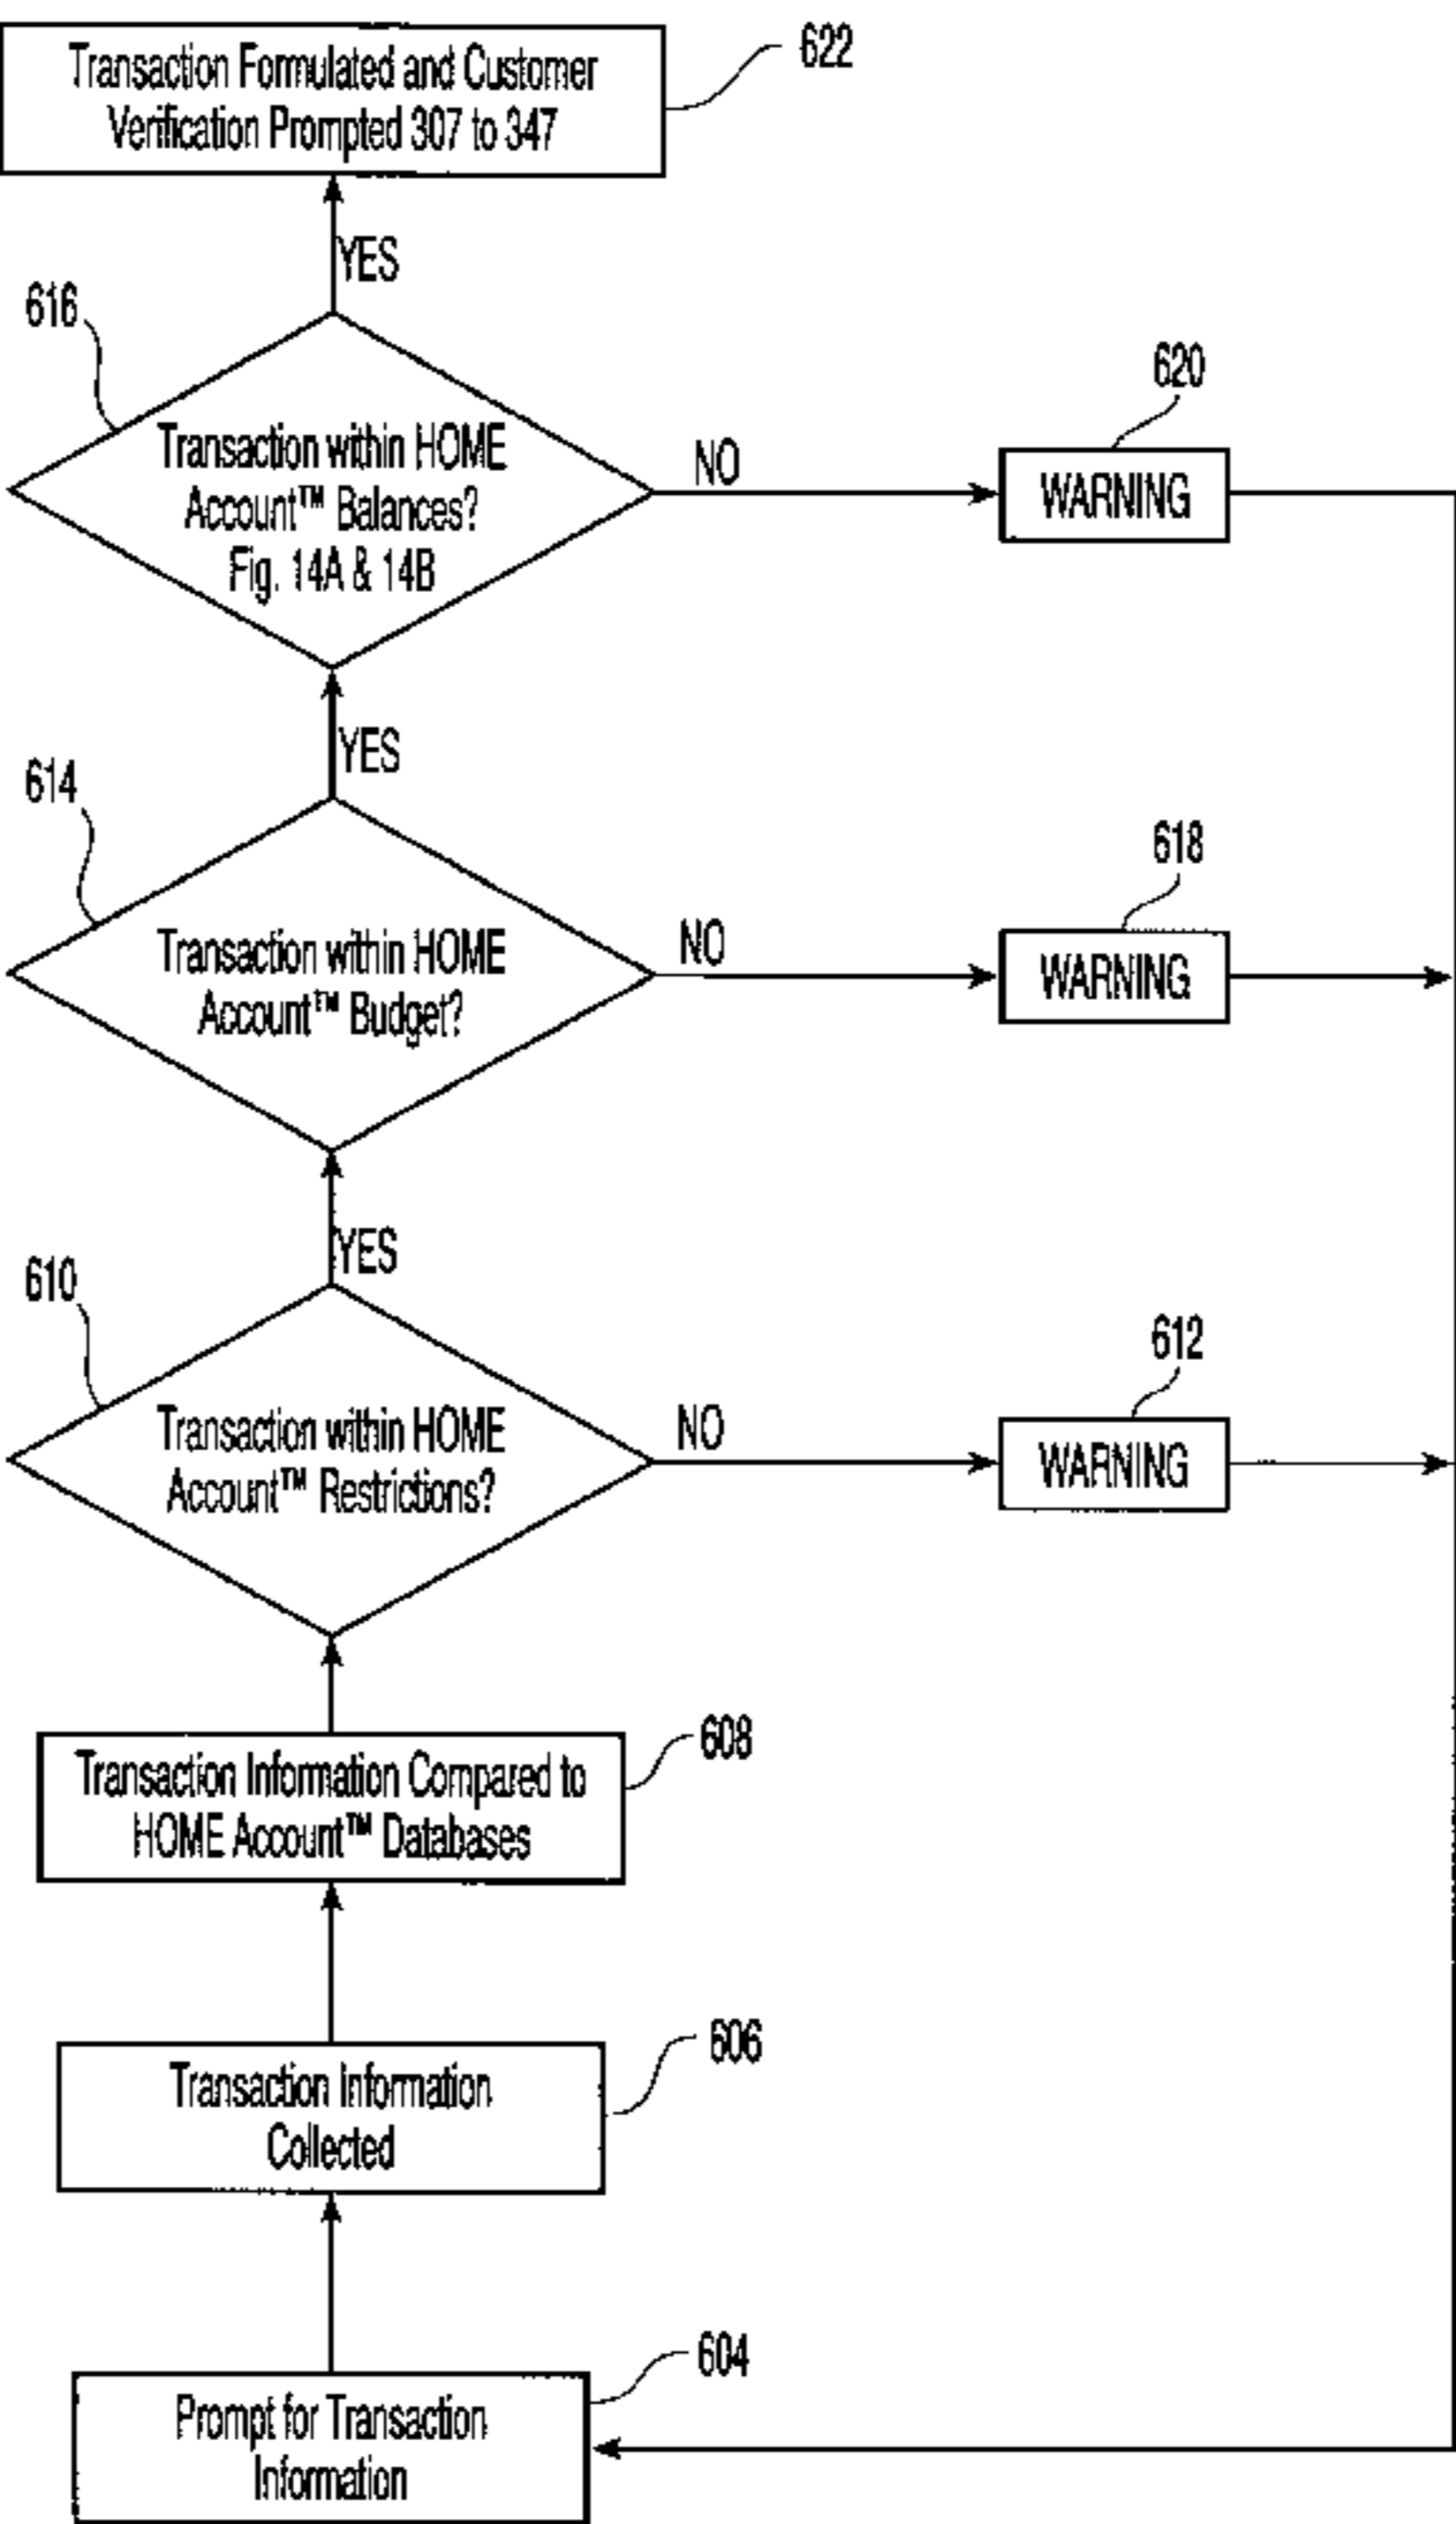 Transaction Formulated and Customer
Verification Prompted 307 to 347
622
YES
616
Transaction within HOME
Account™ Balances?
Fig. 14A & 14B
NO
620
WARNING
YES
614
Transaction within HOME
Account™ Budget?
NO
618
WARNING
YES
610
Transaction within HOME
Account™ Restrictions?
NO
612
WARNING
608
Transaction Information Compared to
HOME Account™ Databases
606
Transaction Information
Collected
604
Prompt for Transaction
Information